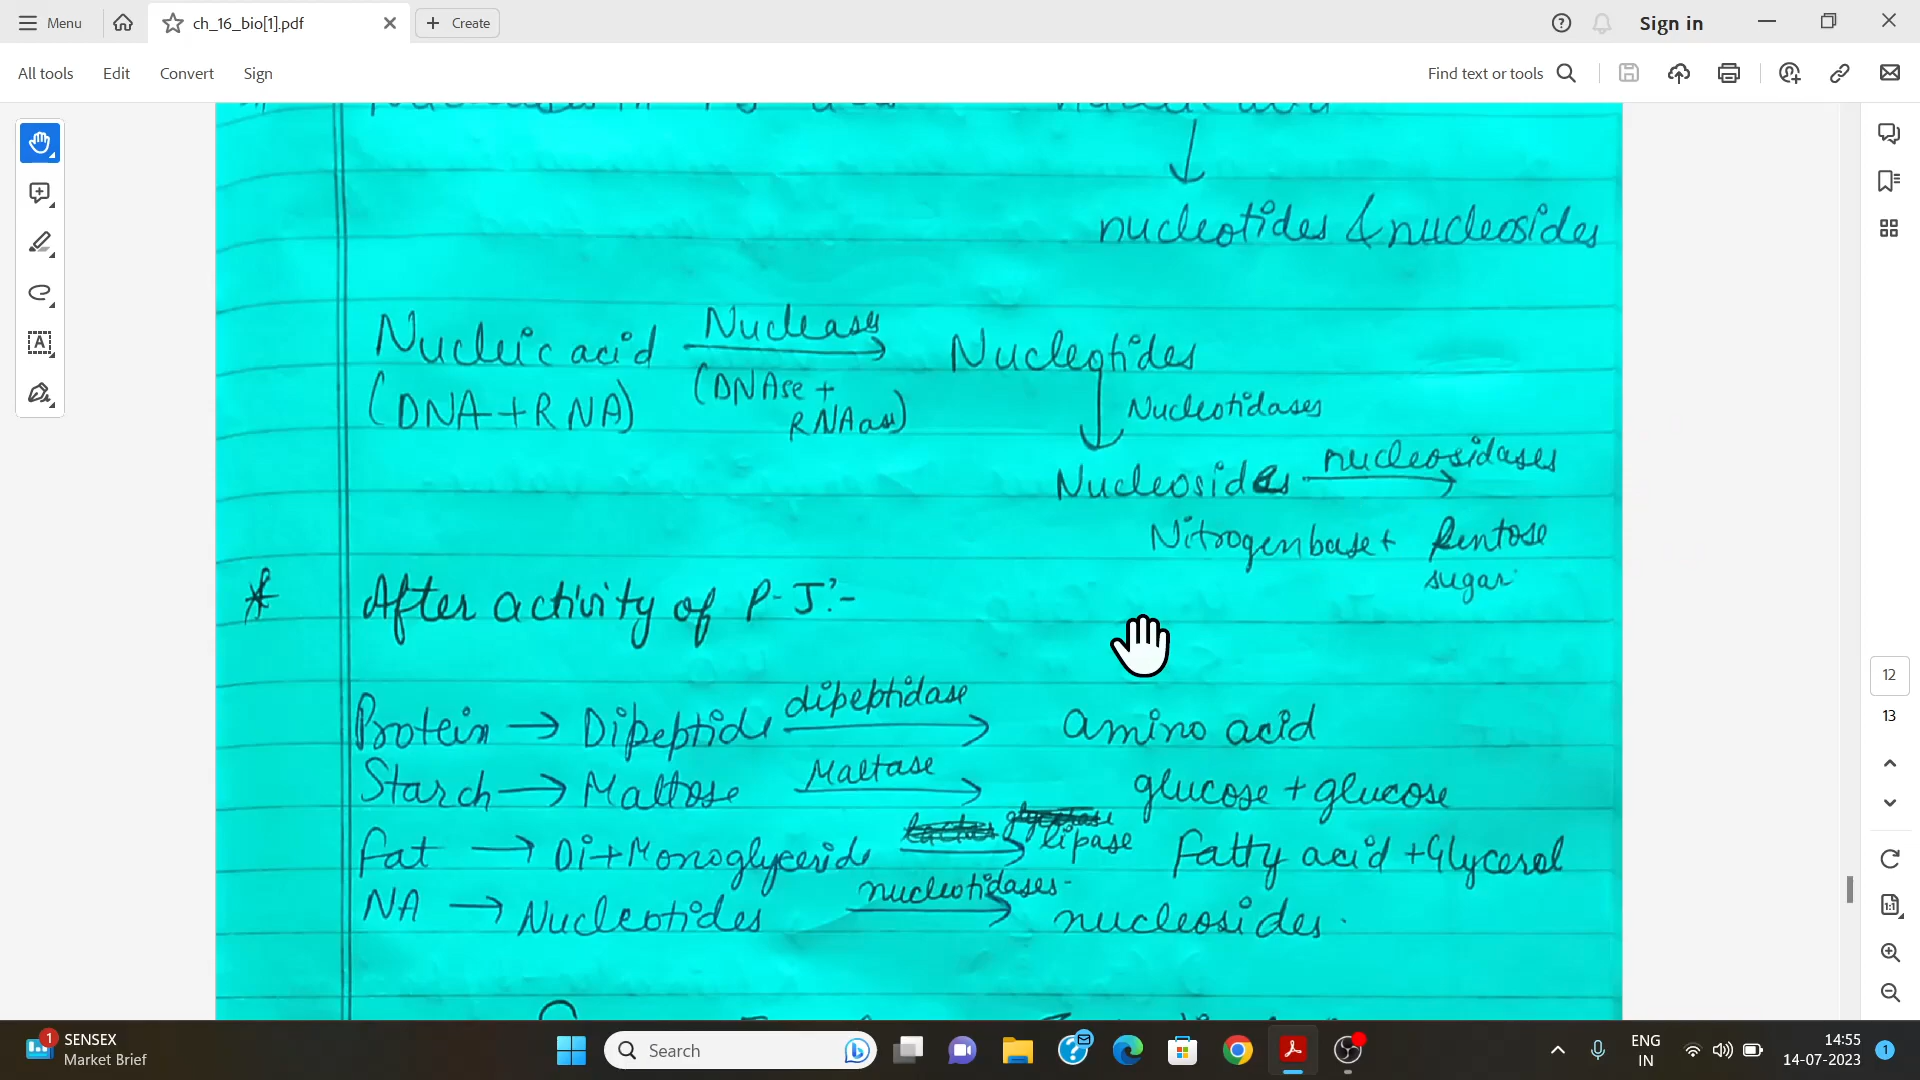 Menu
ch_16_bio[1].pdf
Create
Sign in
All tools
Edit
Convert
Sign
Find text or tools
nucleotides & nucleosides
Nucleic acid Nucleases Nucleotides
(DNA+RNA) (DNAse +
RNAase)
Nucleotidases
Nucleosides nucleosidases
Nitrogenbase + Pentose
sugar
* After activity of P-J:-
Protein → Dipeptide dipeptidase → amino acid
Starch → Maltose Maltase → glucose + glucose
Fat → Di+Monoglyceride lipase → Fatty acid + Glycerol
NA → Nucleotides nucleotidases → nucleosides.
12
13
1 SENSEX
Market Brief
Search
ENG
IN
14:55
14-07-2023
1